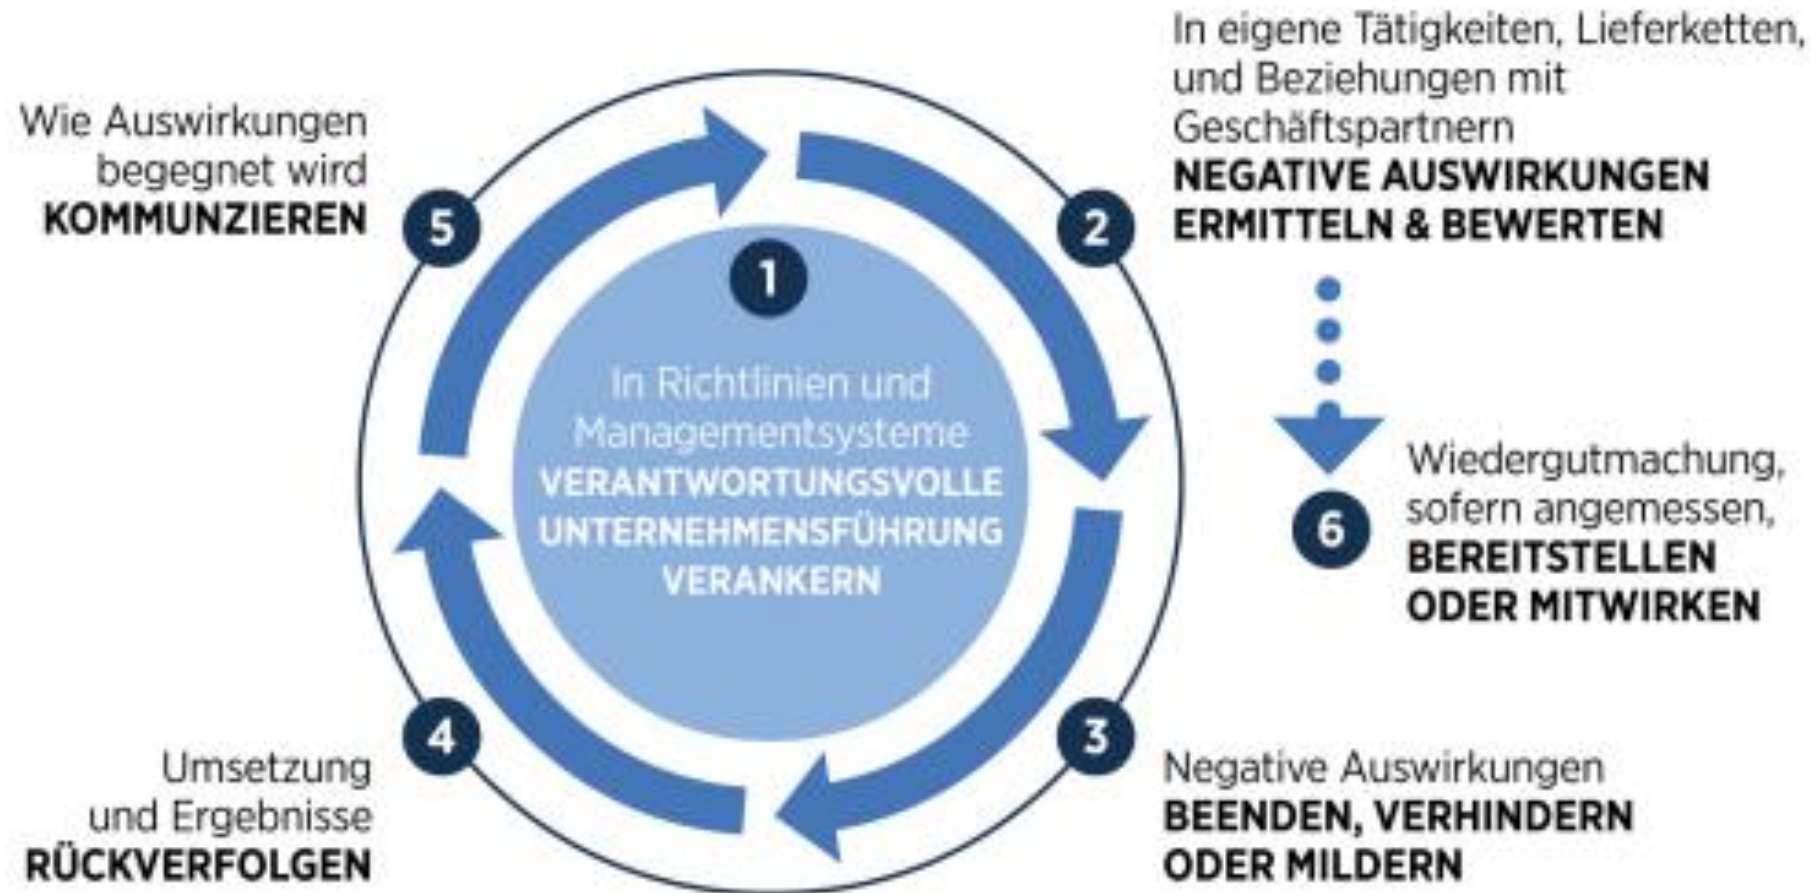 1
In Richtlinien und
Managementsysteme
VERANTWORTUNGSVOLLE
UNTERNEHMENSFÜHRUNG
VERANKERN
2
In eigene Tätigkeiten, Lieferketten,
und Beziehungen mit
Geschäftspartnern
NEGATIVE AUSWIRKUNGEN
ERMITTELN & BEWERTEN
3
Negative Auswirkungen
BEENDEN, VERHINDERN
ODER MILDERN
4
Umsetzung
und Ergebnisse
RÜCKVERFOLGEN
5
Wie Auswirkungen
begegnet wird
KOMMUNZIEREN
6
Wiedergutmachung,
sofern angemessen,
BEREITSTELLEN
ODER MITWIRKEN